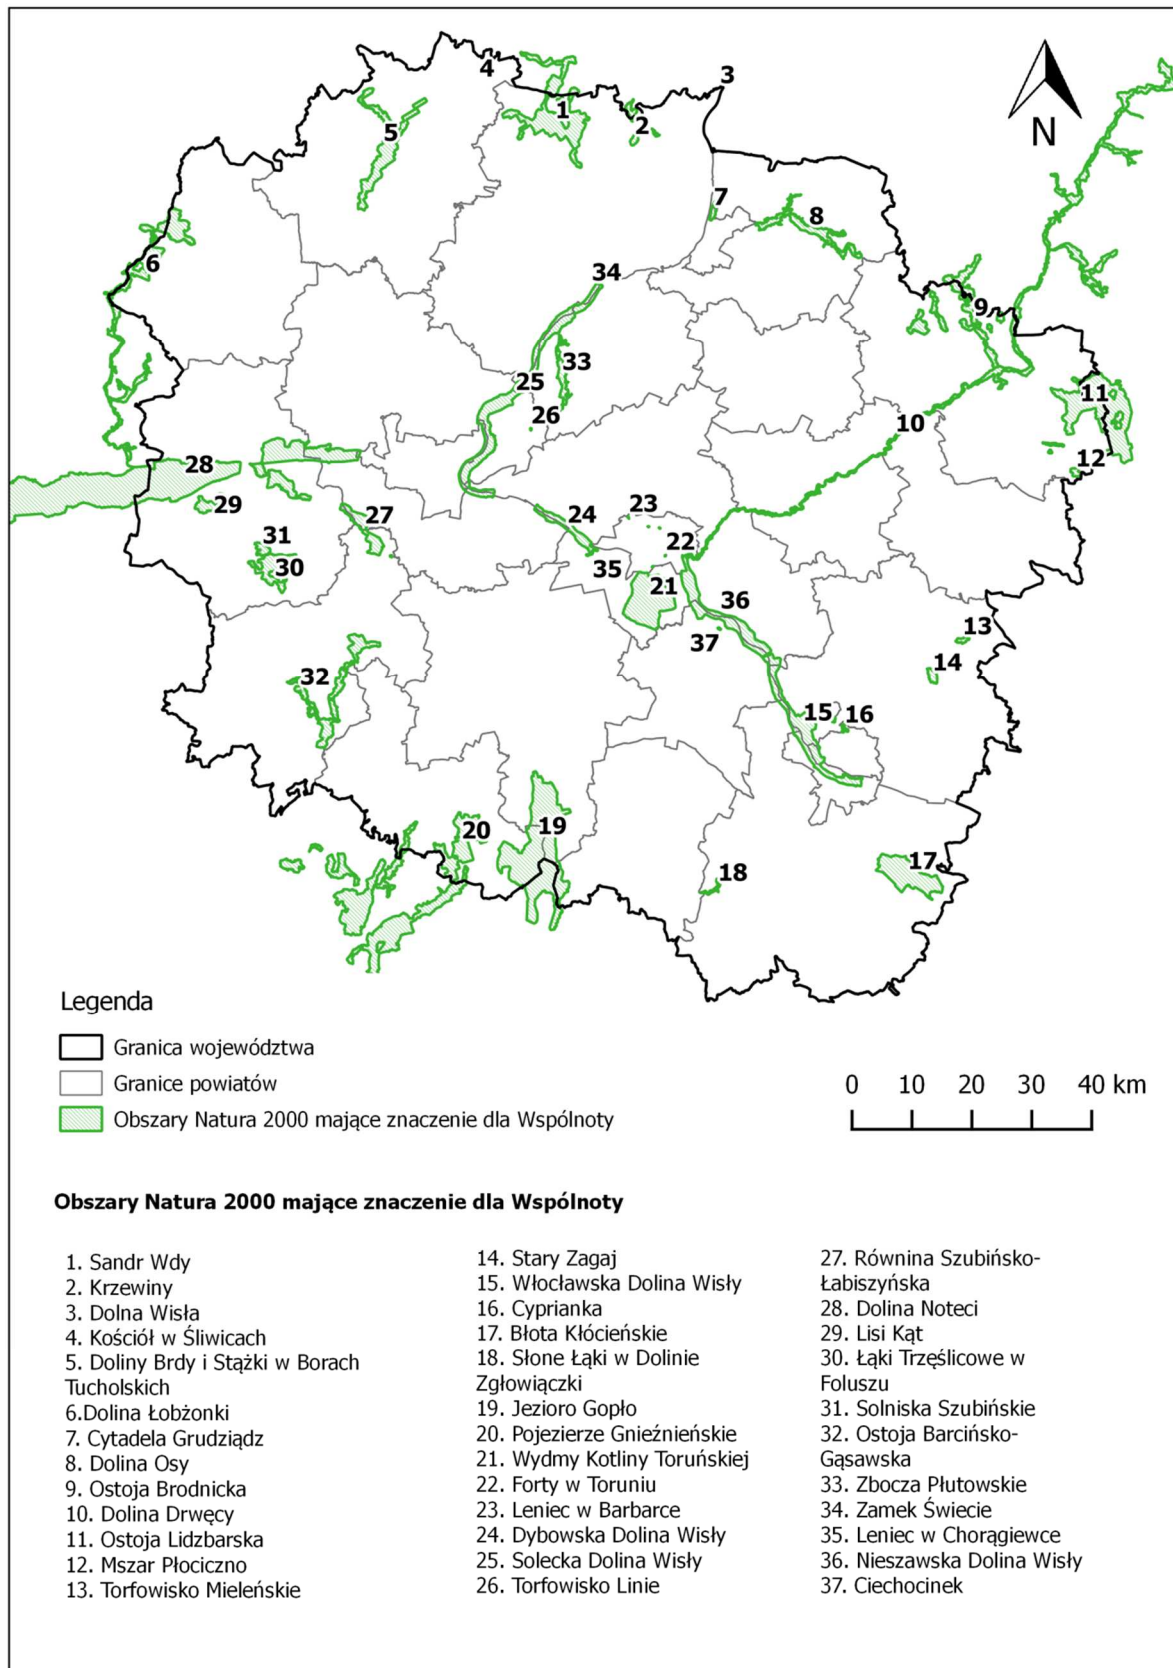 4
3
1
2
5
N
7
8
6
34
9
33
25
11
26
10
12
28
29
23
27
24
31
22
30
35
21
36
13
37
14
32
15
16
20
19
17
18
Legenda
Granica województwa
Granice powiatów
Obszary Natura 2000 mające znaczenie dla Wspólnoty
0 10 20 30 40 km
Obszary Natura 2000 mające znaczenie dla Wspólnoty
1. Sandr Wdy
2. Krzewiny
3. Dolna Wisła
4. Kościół w Śliwicach
5. Doliny Brdy i Stążki w Borach
Tucholskich
6.Dolina Łobżonki
7. Cytadela Grudziądz
8. Dolina Osy
9. Ostoja Brodnicka
10. Dolina Drwęcy
11. Ostoja Lidzbarska
12. Mszar Płociczno
13. Torfowisko Mieleńskie
14. Stary Zagaj
15. Włocławska Dolina Wisły
16. Cyprianka
17. Błota Kłócieńskie
18. Słone Łąki w Dolinie
Zgłowiączki
19. Jezioro Gopło
20. Pojezierze Gnieźnieńskie
21. Wydmy Kotliny Toruńskiej
22. Forty w Toruniu
23. Leniec w Barbarce
24. Dybowska Dolina Wisły
25. Solecka Dolina Wisły
26. Torfowisko Linie
27. Równina Szubińsko-
Łabiszyńska
28. Dolina Noteci
29. Lisi Kąt
30. Łąki Trzęślicowe w
Foluszu
31. Solniska Szubińskie
32. Ostoja Barcińsko-
Gąsawska
33. Zbocza Płutowskie
34. Zamek Świecie
35. Leniec w Chorągiewce
36. Nieszawska Dolina Wisły
37. Ciechocinek